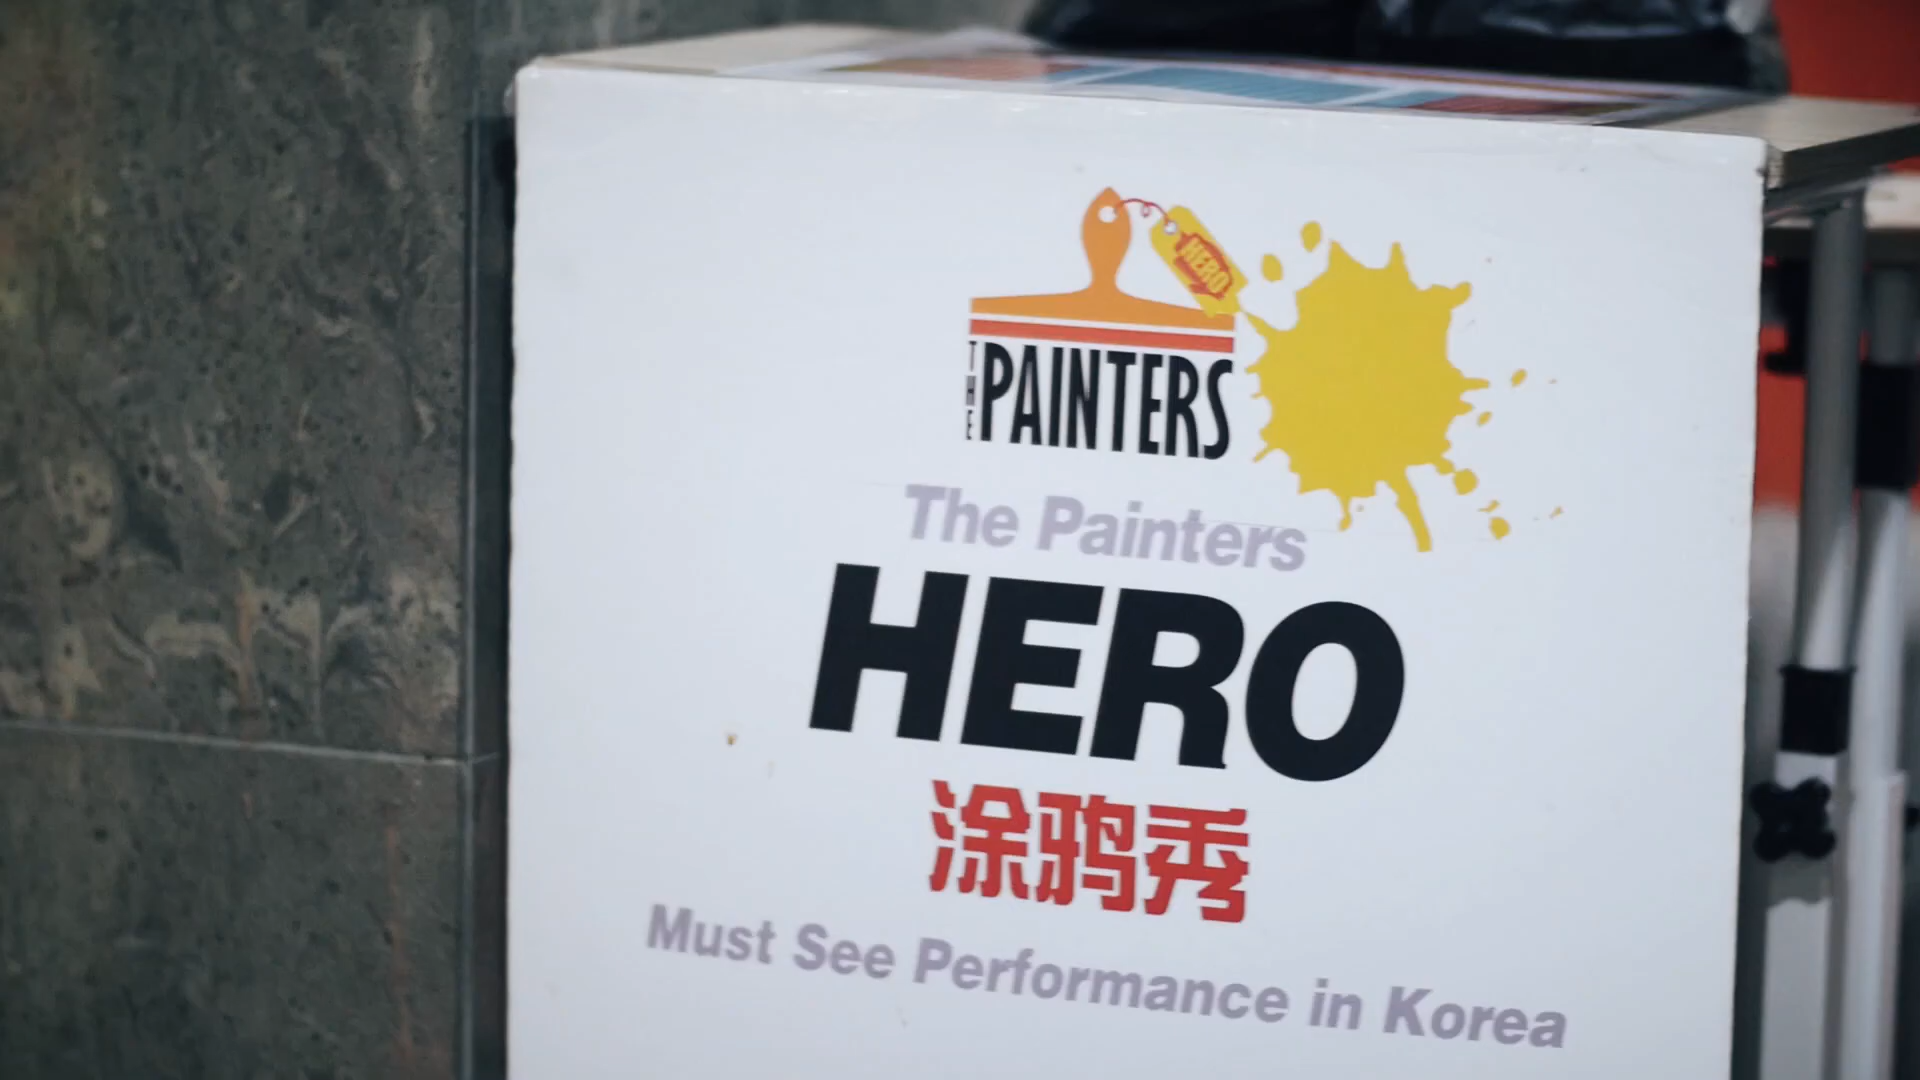 HERO
THE PAINTERS
The Painters
HERO
涂鸦秀
Must See Performance in Korea